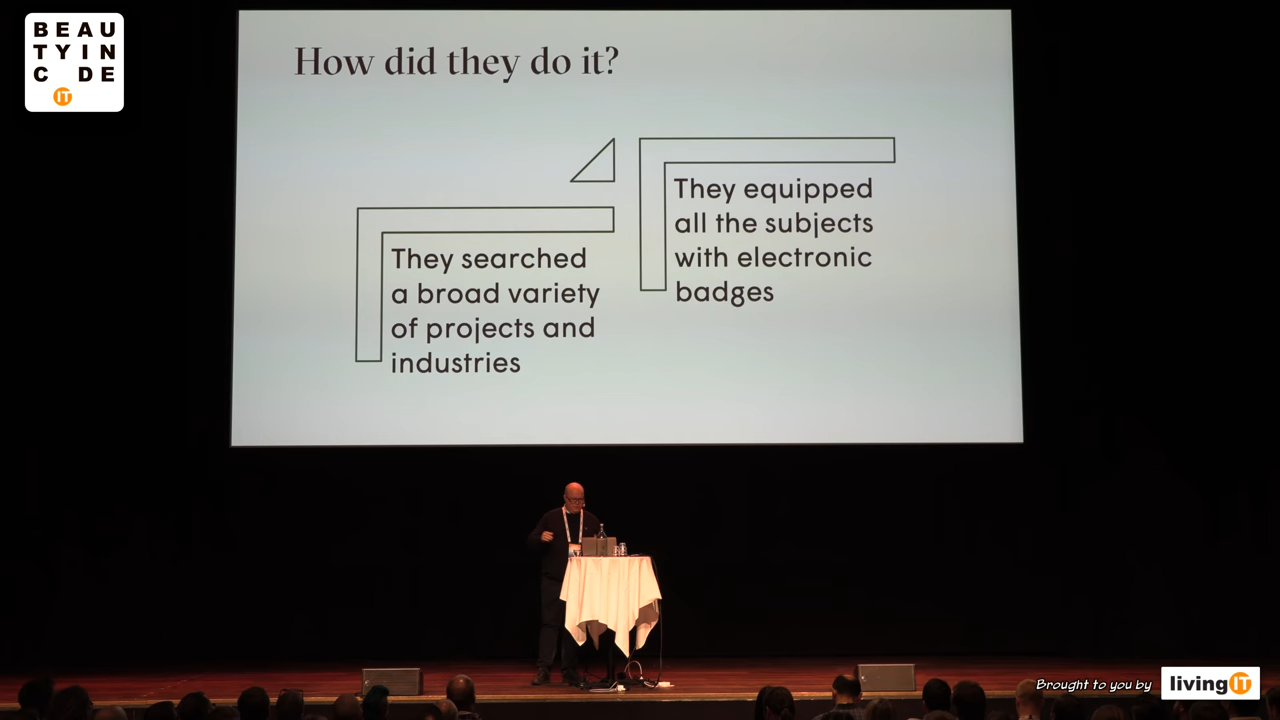 BEAU
TYIN
C DE
IT
How did they do it?
They searched
a broad variety
of projects and
industries
They equipped
all the subjects
with electronic
badges
Brought to you by
livingIT